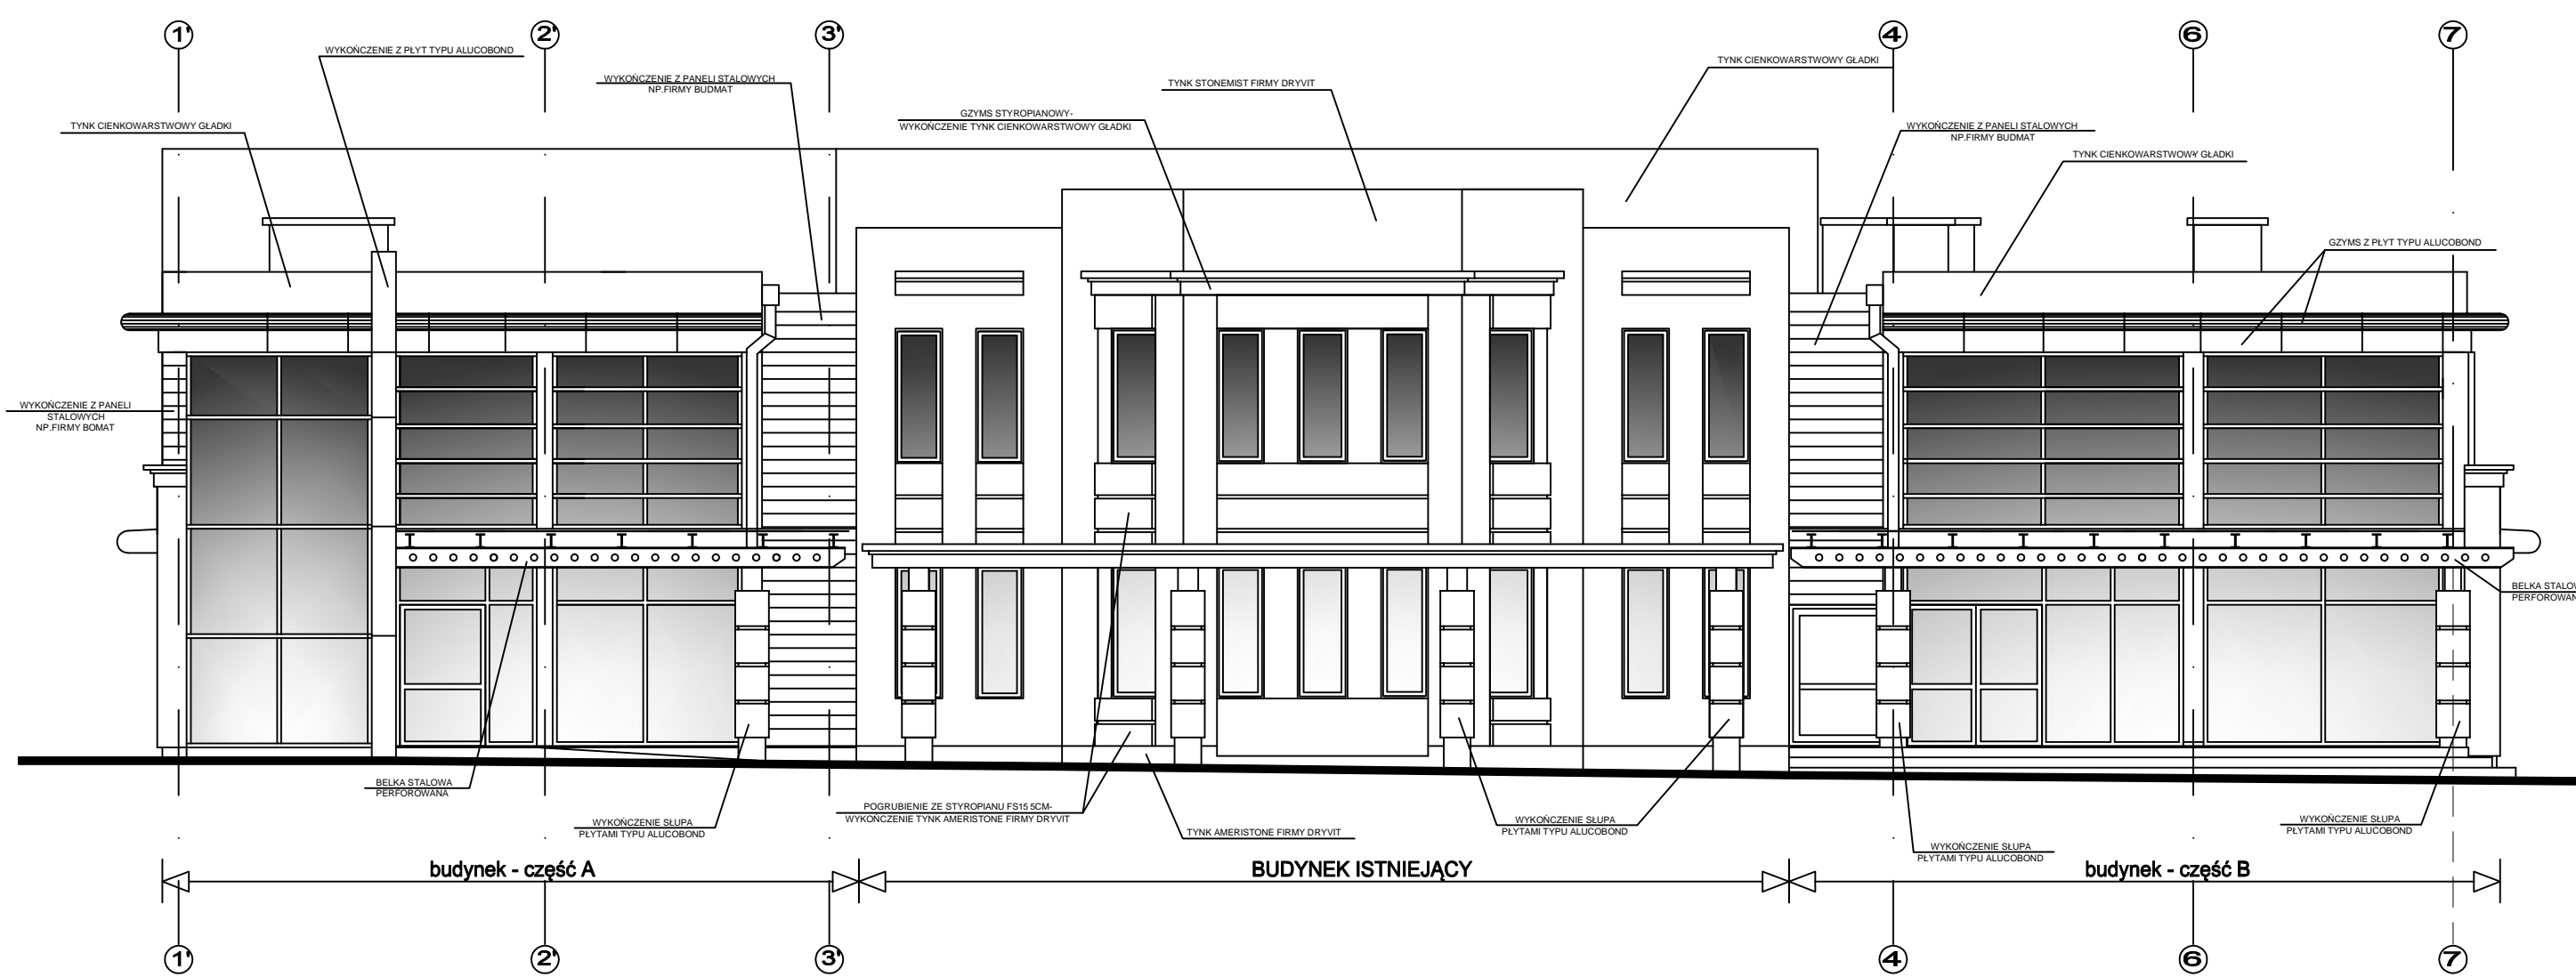 1' 2' 3' 4 6 7
WYKOŃCZENIE Z PŁYT TYPU ALUCOBOND
TYNK CIENKOWARSTWOWY GŁADKI
WYKOŃCZENIE Z PANELI STALOWYCH
NP.FIRMY BUDMAT
TYNK STONEMIST FIRMY DRYVIT
GZYMS STYROPIANOWY-
WYKOŃCZENIE TYNK CIENKOWARSTWOWY GŁADKI
TYNK CIENKOWARSTWOWY GŁADKI
WYKOŃCZENIE Z PANELI STALOWYCH
NP.FIRMY BUDMAT
TYNK CIENKOWARSTWOWY GŁADKI
GZYMS Z PŁYT TYPU ALUCOBOND
WYKOŃCZENIE Z PANELI
STALOWYCH
NP.FIRMY BOMAT
BELKA STALOW
PERFOROWAN
BELKA STALOWA
PERFOROWANA
WYKOŃCZENIE SŁUPA
PŁYTAMI TYPU ALUCOBOND
POGRUBIENIE ZE STYROPIANU FS15 5CM-
WYKOŃCZENIE TYNK AMERISTONE FIRMY DRYVIT
TYNK AMERISTONE FIRMY DRYVIT
WYKOŃCZENIE SŁUPA
PŁYTAMI TYPU ALUCOBOND
WYKOŃCZENIE SŁUPA
PŁYTAMI TYPU ALUCOBOND
WYKOŃCZENIE SŁUPA
PŁYTAMI TYPU ALUCOBOND
budynek - część A
BUDYNEK ISTNIEJĄCY
budynek - część B
1' 2' 3' 4 6 7